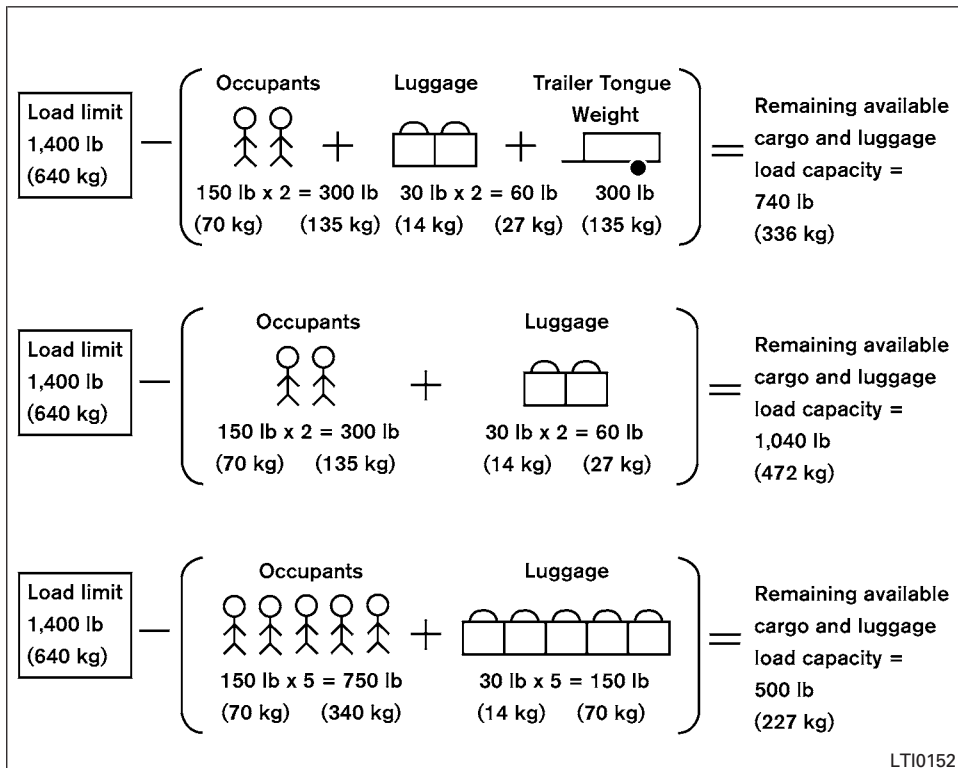 Occupants Luggage Trailer Tongue
Load limit Weight Remaining available
1,400 lb cargo and luggage
(640 kg) load capacity =
150 lb x 2 = 300 lb 30 lb x 2 = 60 lb 300 lb 740 lb
(70 kg) (135 kg) (14 kg) (27 kg) (135 kg) (336 kg)
Occupants Luggage
Load limit Remaining available
1,400 lb cargo and luggage
(640 kg) load capacity =
150 lb x 2 = 300 lb 30 lb x 2 = 60 lb 1,040 lb
(70 kg) (135 kg) (14 kg) (27 kg) (472 kg)
Occupants Luggage
Load limit Remaining available
1,400 lb cargo and luggage
(640 kg) load capacity =
150 lb x 5 = 750 lb 30 lb x 5 = 150 lb 500 lb
(70 kg) (340 kg) (14 kg) (70 kg) (227 kg)
LTI0152